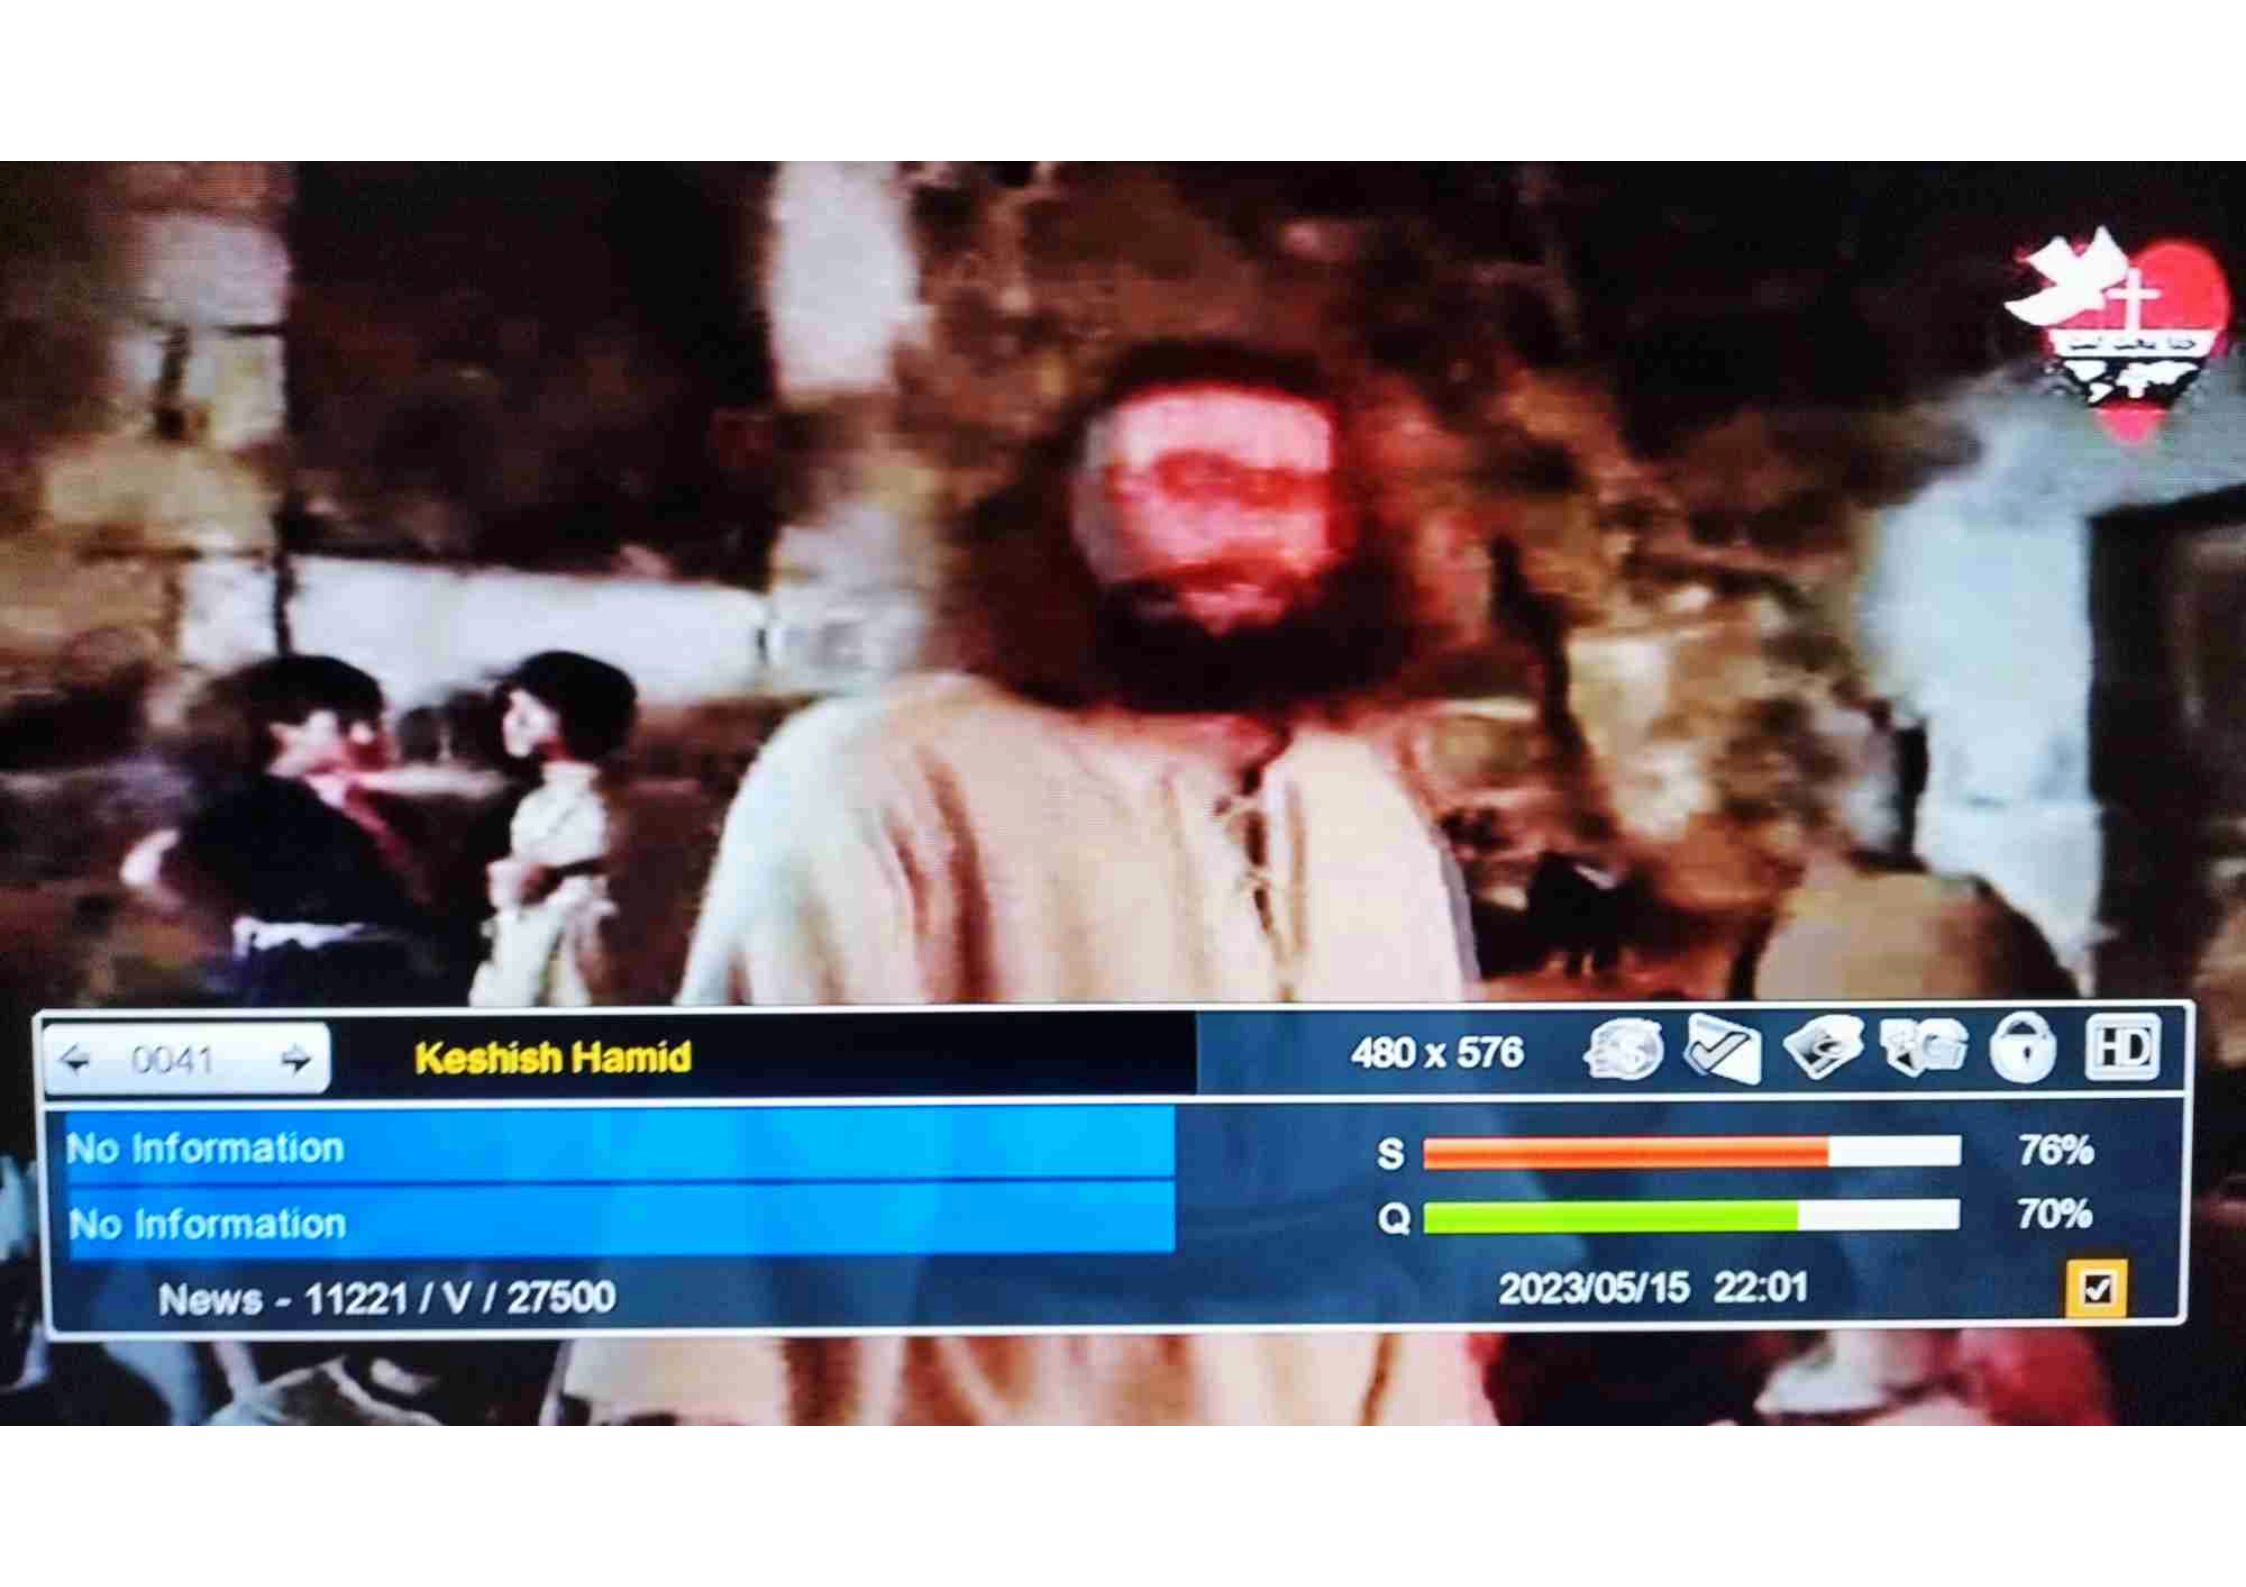 0041
Keshish Hamid
480 x 576
HD
No Information
S 76%
No Information
Q 70%
News - 11221 / V / 27500
2023/05/15 22:01